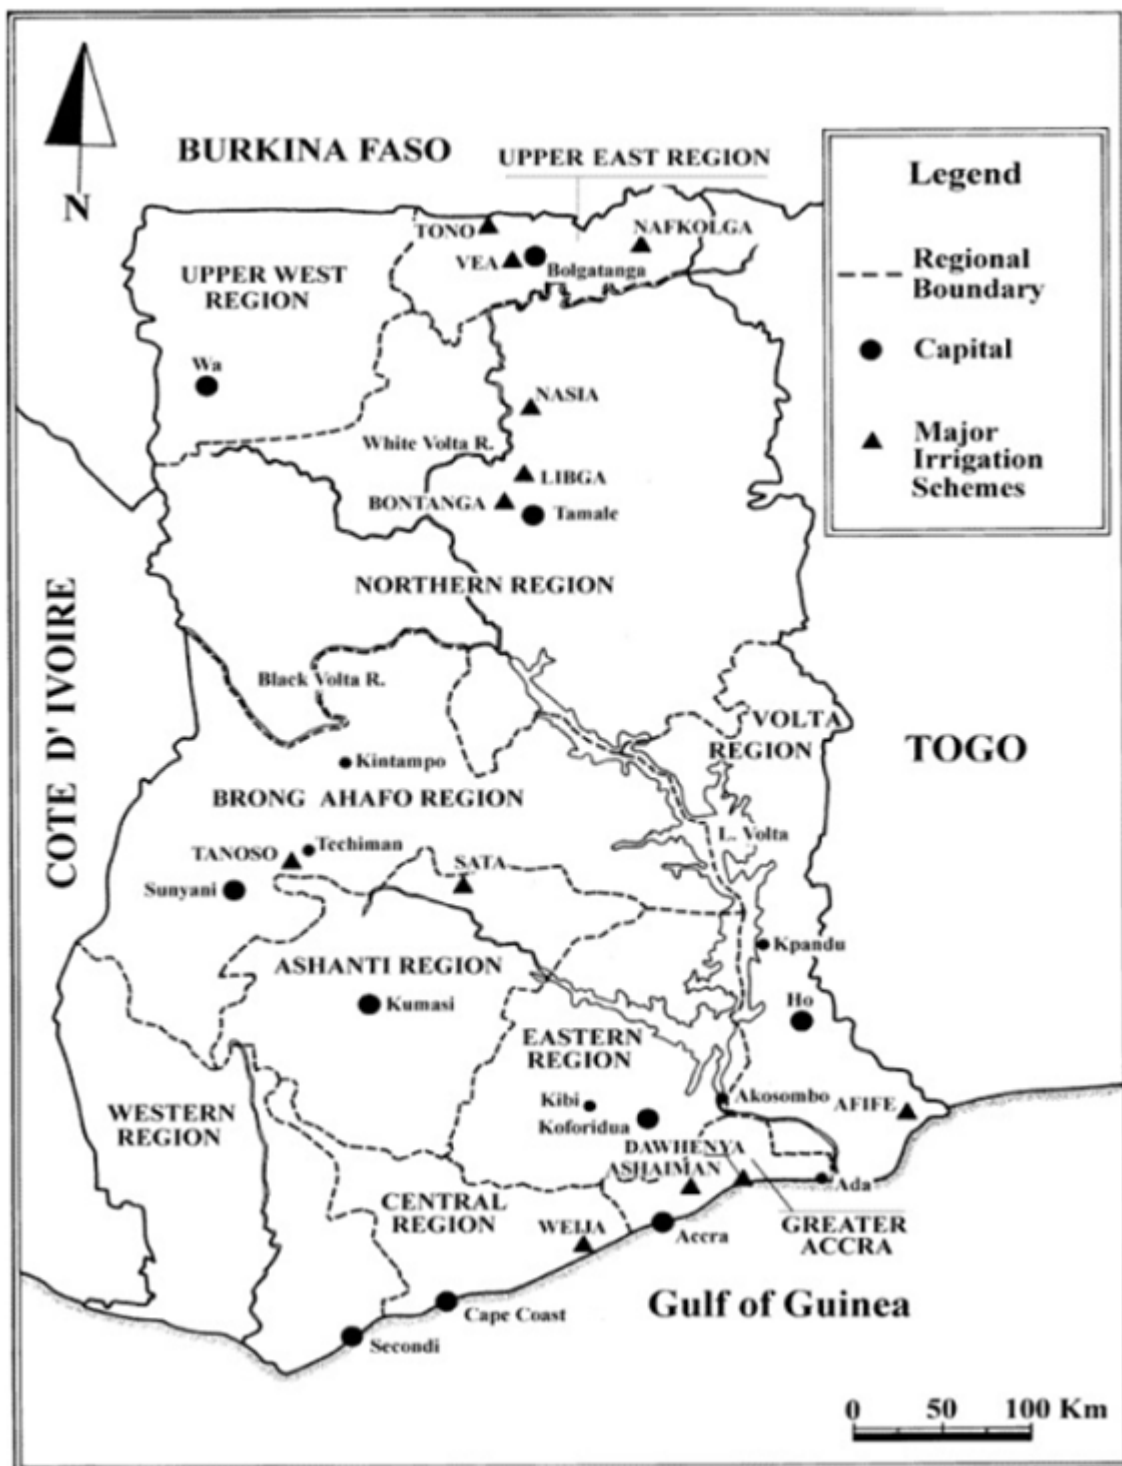 BURKINA FASO
UPPER EAST REGION
Legend
N
TONO
NAFKOLGA
VEA
Bolgatanga
Regional
Boundary
UPPER WEST
REGION
Capital
Wa
NASIA
Major
Irrigation
Schemes
White Volta R.
LIBGA
BONTANGA
Tamale
NORTHERN REGION
COTE D' IVOIRE
Black Volta R.
VOLTA
REGION
TOGO
Kintampo
BRONG AHAFO REGION
L. Volta
Techiman
TANOSO
SATA
Sunyani
Kpandu
ASHANTI REGION
Kumasi
Ho
EASTERN
REGION
Kibi
Koforidua
Akosombo
AFIFE
WESTERN
REGION
DAWHENYA
ASHAIMAN
Ada
CENTRAL
REGION
WEIJA
Accra
GREATER
ACCRA
Gulf of Guinea
Cape Coast
Secondi
0 50 100 Km